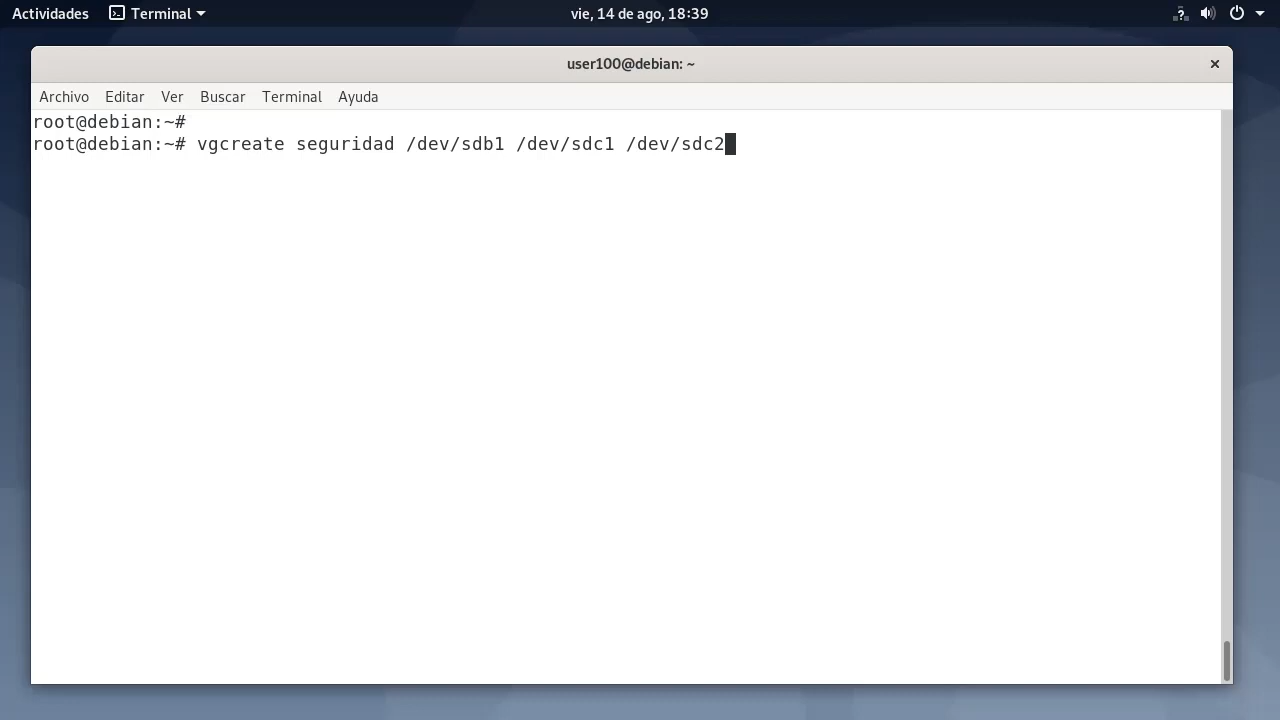 Actividades Terminal vie, 14 de ago, 18:39
user100@debian: ~
Archivo Editar Ver Buscar Terminal Ayuda
root@debian:~#
root@debian:~# vgcreate seguridad /dev/sdb1 /dev/sdc1 /dev/sdc2